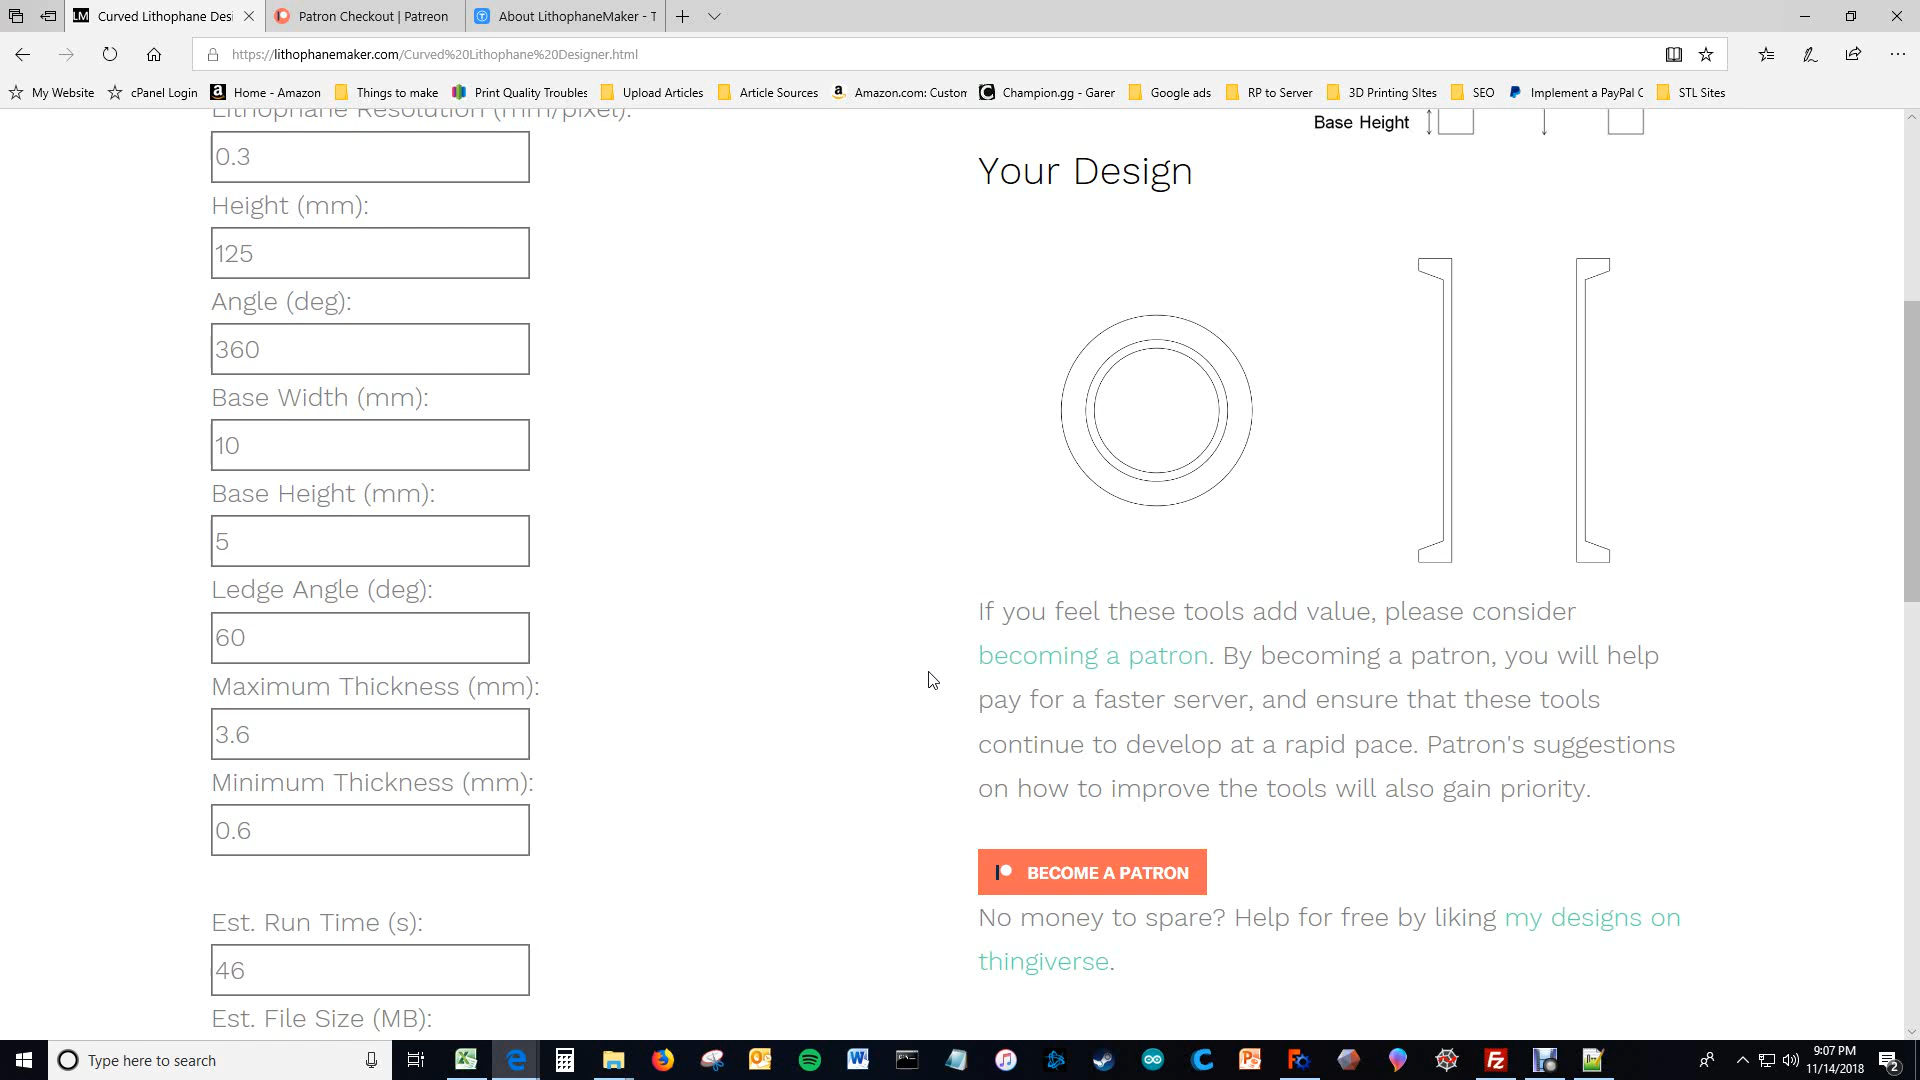 Curved Lithophane Desi
Patron Checkout | Patreon
About LithophaneMaker - T
https://lithophanemaker.com/Curved%20Lithophane%20Designer.html
My Website
cPanel Login
Home - Amazon
Things to make
Print Quality Troubles
Upload Articles
Article Sources
Amazon.com: Custom
Champion.gg - Garer
Google ads
RP to Server
3D Printing SItes
SEO
Implement a PayPal C
STL Sites
Lithophane Resolution (mm/pixel):
0.3
Height (mm):
125
Angle (deg):
360
Base Width (mm):
10
Base Height (mm):
5
Ledge Angle (deg):
60
Maximum Thickness (mm):
3.6
Minimum Thickness (mm):
0.6
Est. Run Time (s):
46
Est. File Size (MB):
Base Height
Your Design
If you feel these tools add value, please consider
becoming a patron. By becoming a patron, you will help
pay for a faster server, and ensure that these tools
continue to develop at a rapid pace. Patron's suggestions
on how to improve the tools will also gain priority.
BECOME A PATRON
No money to spare? Help for free by liking my designs on
thingiverse.
Type here to search
9:07 PM
11/14/2018
2